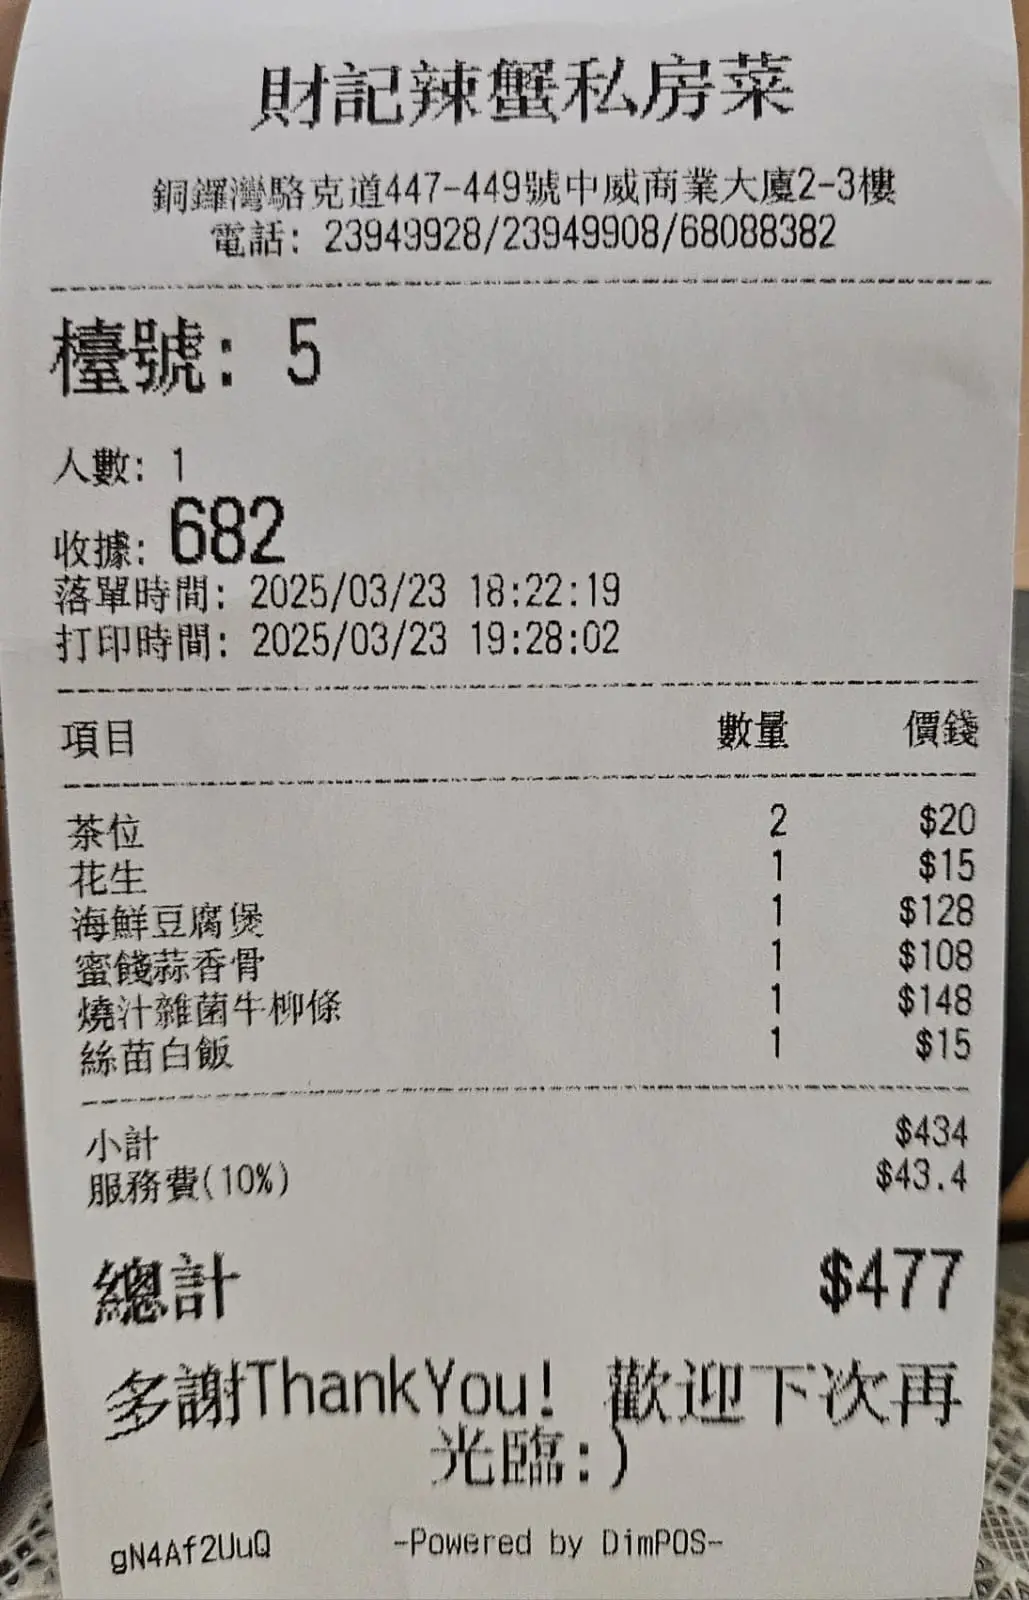 財記辣蟹私房菜
銅鑼灣駱克道447-449號中威商業大廈2-3樓
電話: 23949928/23949908/68088382
檯號: 5
人數: 1
收據: 682
落單時間: 2025/03/23 18:22:19
打印時間: 2025/03/23 19:28:02
項目 數量 價錢
茶位 2 $20
花生 1 $15
海鮮豆腐煲 1 $128
蜜餞蒜香骨 1 $108
燒汁雜菌牛柳條 1 $148
絲苗白飯 1 $15
小計 $434
服務費(10%) $43.4
總計 $477
多謝ThankYou! 歡迎下次再
光臨:)
gN4Af2UuQ -Powered by DimPOS-